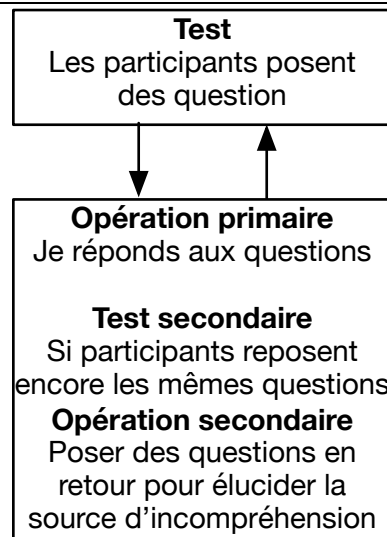 Test
Les participants posent
des question
Opération primaire
Je réponds aux questions
Test secondaire
Si participants reposent
encore les mêmes questions
Opération secondaire
Poser des questions en
retour pour élucider la
source d'incompréhension